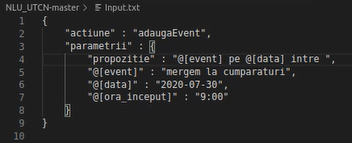 NLU_UTCN-master > Input.txt
1 {
2 "actiune" : "adaugaEvent",
3 "parametrii" : {
4 "propozitie" : "@[event] pe @[data] intre ",
5 "@[event]" : "mergem la cumparaturi",
6 "@[data]" : "2020-07-30",
7 "@[ora_inceput]" : "9:00"
8 }
9 }
10